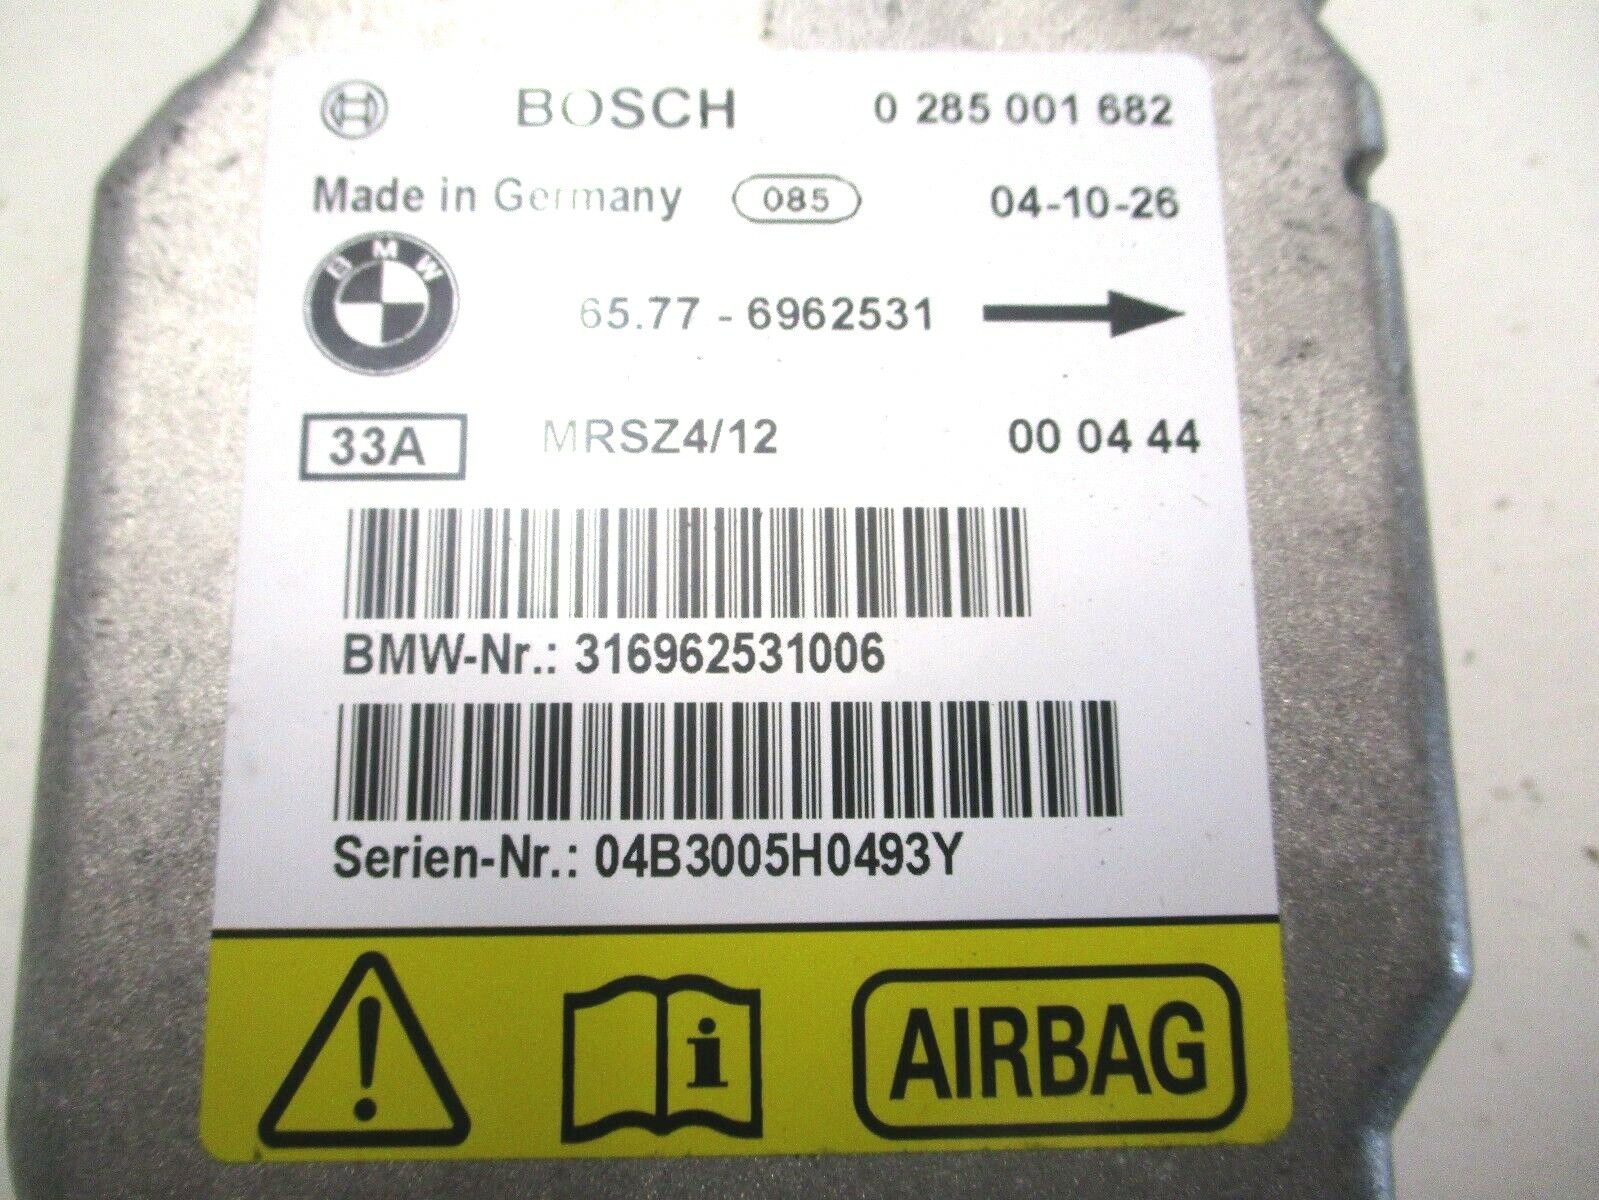 BOSCH 0 285 001 682
Made in Germany 085 04-10-26
BMW
65.77 - 6962531
33A MRSZ4/12 00 04 44
BMW-Nr.: 316962531006
Serien-Nr.: 04B3005H0493Y
AIRBAG